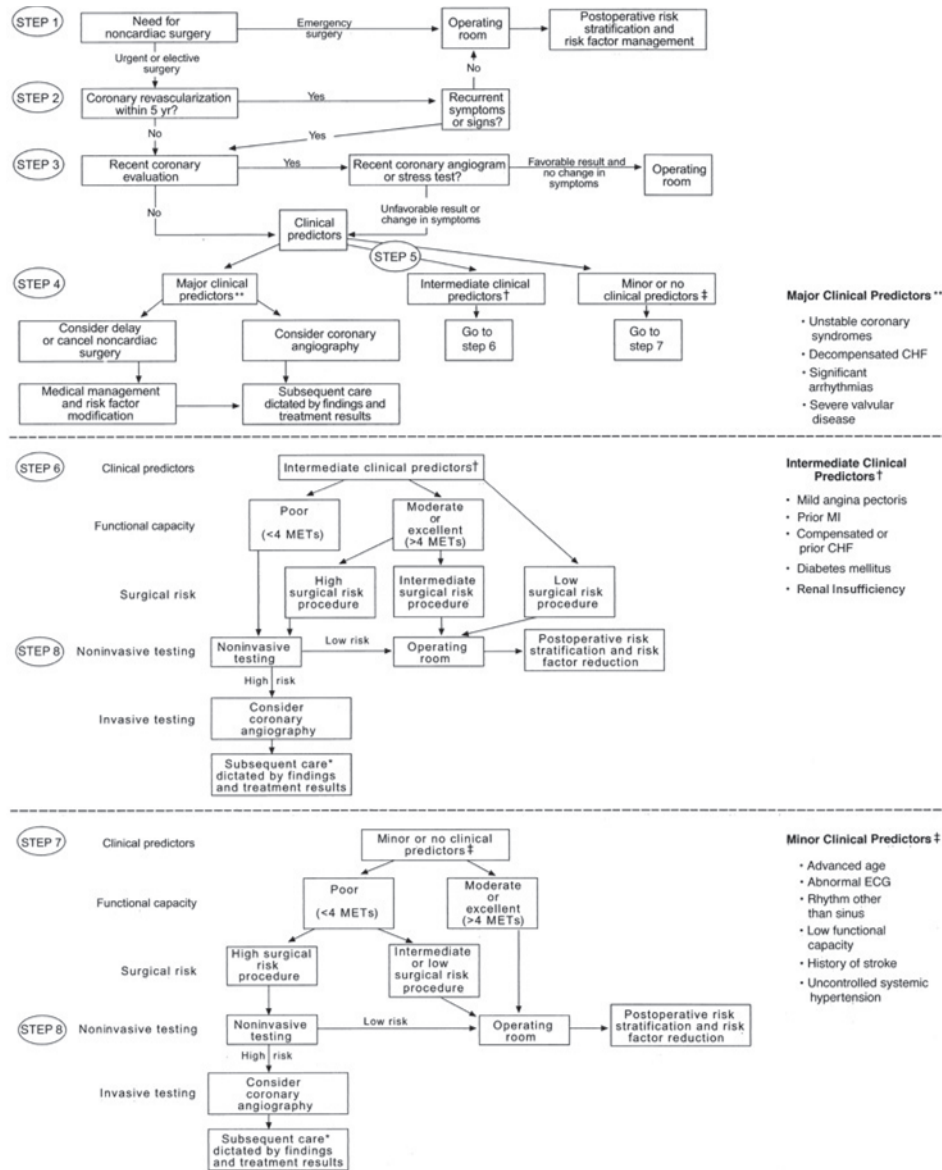 STEP 1
Need for
noncardiac surgery
Emergency
surgery
Operating
room
Postoperative risk
stratification and
risk factor management
Urgent or elective
surgery
No
STEP 2
Coronary revascularization
within 5 yr?
Yes
Recurrent
symptoms
or signs?
No
Yes
STEP 3
Recent coronary
evaluation
Yes
Recent coronary angiogram
or stress test?
Favorable result and
no change in
symptoms
Operating
room
No
Unfavorable result or
change in symptoms
Clinical
predictors
STEP 5
STEP 4
Major clinical
predictors**
Intermediate clinical
predictors†
Minor or no
clinical predictors‡
Consider delay
or cancel noncardiac
surgery
Consider coronary
angiography
Go to
step 6
Go to
step 7
Medical management
and risk factor
modification
Subsequent care
dictated by findings and
treatment results
Major Clinical Predictors**
• Unstable coronary
syndromes
• Decompensated CHF
• Significant
arrhythmias
• Severe valvular
disease
STEP 6
Clinical predictors
Intermediate clinical predictors†
Functional capacity
Poor
(<4 METs)
Moderate
or
excellent
(>4 METs)
Surgical risk
High
surgical risk
procedure
Intermediate
surgical risk
procedure
Low
surgical risk
procedure
STEP 8
Noninvasive testing
Noninvasive
testing
Low risk
Operating
room
Postoperative risk
stratification and risk
factor reduction
High risk
Invasive testing
Consider
coronary
angiography
Subsequent care*
dictated by findings
and treatment results
Intermediate Clinical
Predictors†
• Mild angina pectoris
• Prior MI
• Compensated or
prior CHF
• Diabetes mellitus
• Renal Insufficiency
STEP 7
Clinical predictors
Minor or no clinical
predictors‡
Functional capacity
Poor
(<4 METs)
Moderate
or
excellent
(>4 METs)
Surgical risk
High surgical
risk
procedure
Intermediate
or low
surgical risk
procedure
STEP 8
Noninvasive testing
Noninvasive
testing
Low risk
Operating
room
Postoperative risk
stratification and risk
factor reduction
High risk
Invasive testing
Consider
coronary
angiography
Subsequent care*
dictated by findings
and treatment results
Minor Clinical Predictors‡
• Advanced age
• Abnormal ECG
• Rhythm other
than sinus
• Low functional
capacity
• History of stroke
• Uncontrolled systemic
hypertension